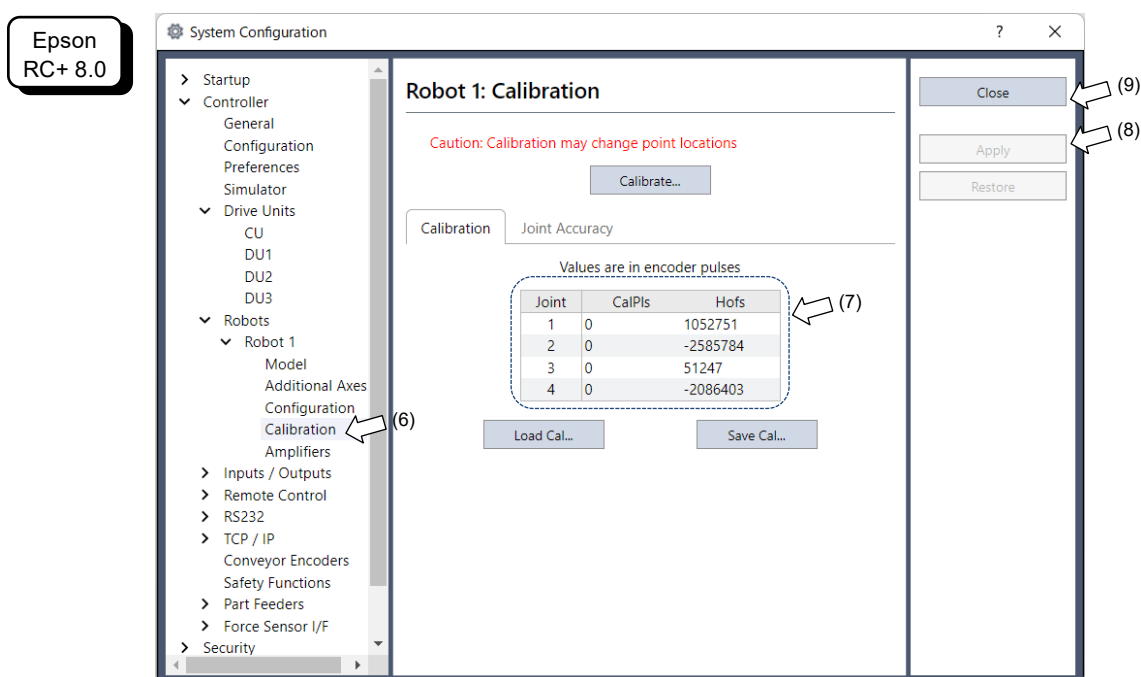 Epson
RC+ 8.0
System Configuration
?
Startup
Controller
General
Configuration
Preferences
Simulator
Drive Units
CU
DU1
DU2
DU3
Robots
Robot 1
Model
Additional Axes
Configuration
Calibration
(6)
Amplifiers
Inputs / Outputs
Remote Control
RS232
TCP / IP
Conveyor Encoders
Safety Functions
Part Feeders
Force Sensor I/F
Security
Robot 1: Calibration
Caution: Calibration may change point locations
Calibrate...
Calibration Joint Accuracy
Values are in encoder pulses
Joint CalPls Hofs
1 0 1052751
2 0 -2585784
3 0 51247
4 0 -2086403
(7)
Load Cal... Save Cal...
Close
(9)
Apply
(8)
Restore